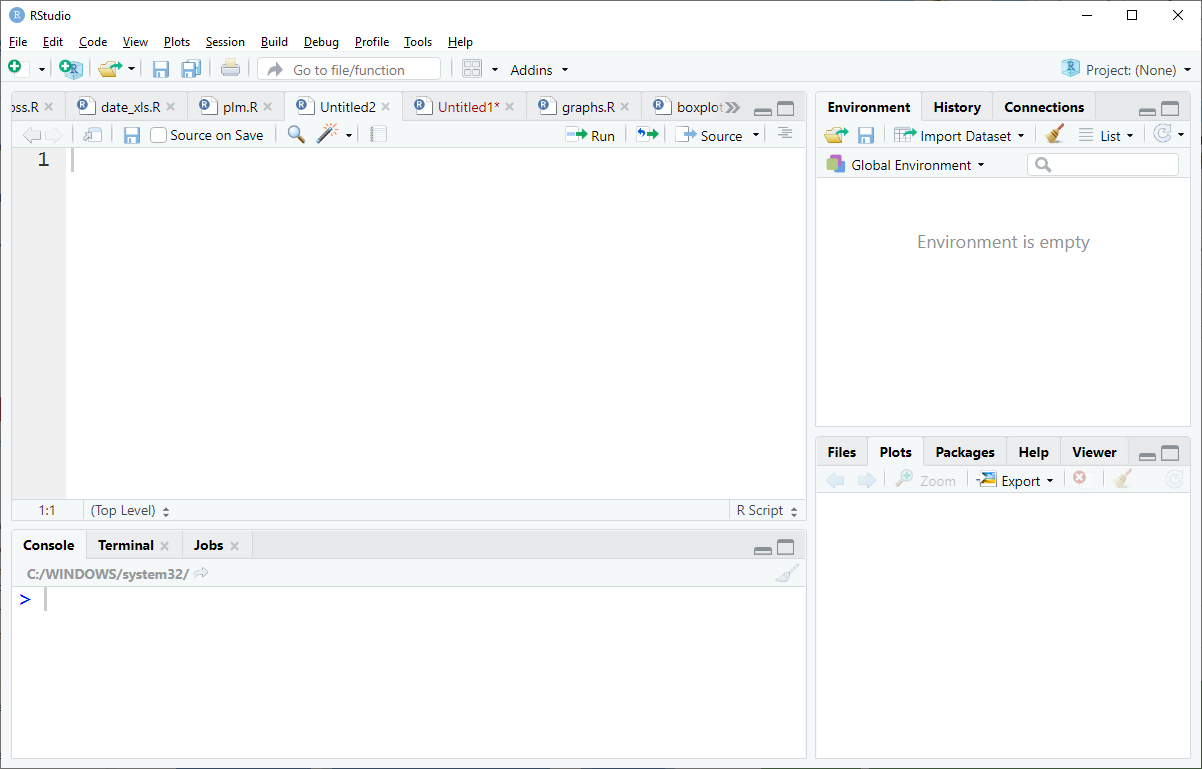 RStudio
File Edit Code View Plots Session Build Debug Profile Tools Help
Go to file/function Addins Project: (None)
oss.R date_xls.R plm.R Untitled2 Untitled1* graphs.R boxplot
Source on Save Run Source
1
1:1 (Top Level) R Script
Console Terminal Jobs
C:/WINDOWS/system32/
>
Environment History Connections
Import Dataset List
Global Environment
Environment is empty
Files Plots Packages Help Viewer
Zoom Export